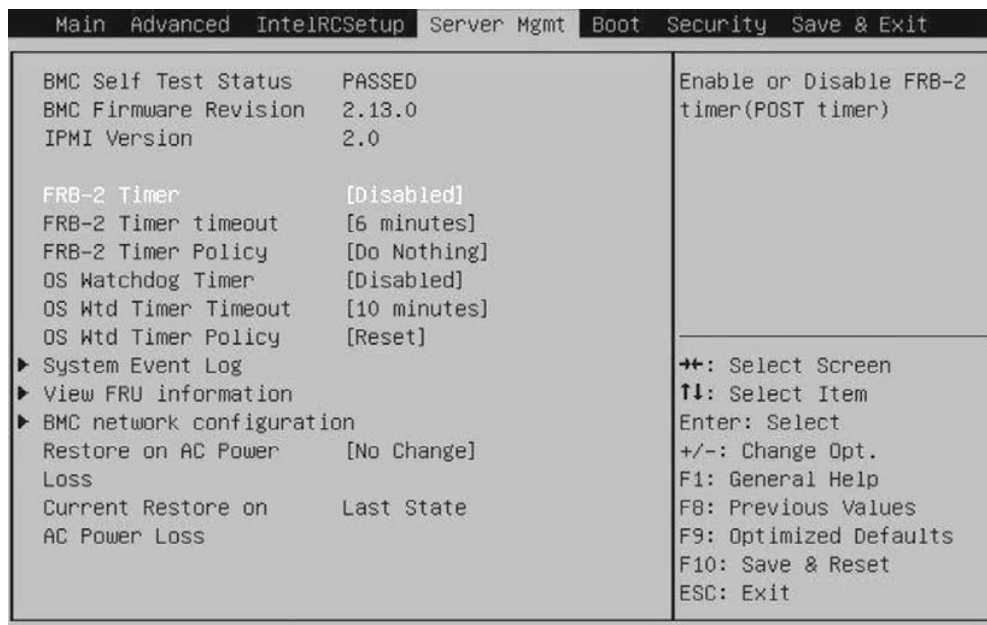 Main Advanced IntelRCSetup Server Mgmt Boot Security Save & Exit
BMC Self Test Status PASSED
BMC Firmware Revision 2.13.0
IPMI Version 2.0
FRB-2 Timer [Disabled]
FRB-2 Timer timeout [6 minutes]
FRB-2 Timer Policy [Do Nothing]
OS Watchdog Timer [Disabled]
OS Wtd Timer Timeout [10 minutes]
OS Wtd Timer Policy [Reset]
▶ System Event Log
▶ View FRU information
▶ BMC network configuration
Restore on AC Power [No Change]
Loss
Current Restore on Last State
AC Power Loss
Enable or Disable FRB-2
timer(POST timer)
→←: Select Screen
↑↓: Select Item
Enter: Select
+/-: Change Opt.
F1: General Help
F8: Previous Values
F9: Optimized Defaults
F10: Save & Reset
ESC: Exit